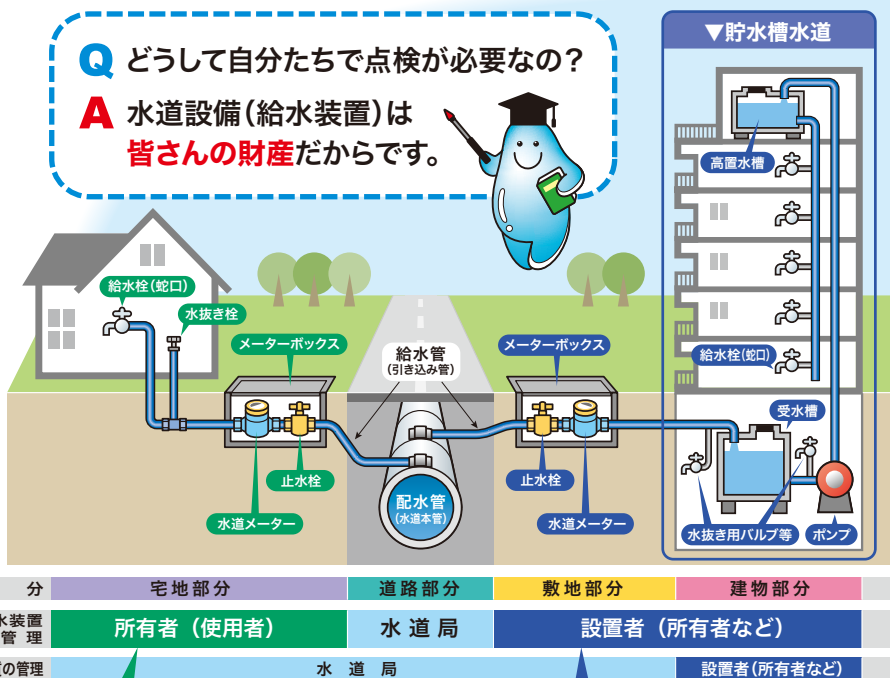 Q どうして自分たちで点検が必要なの？
A 水道設備（給水装置）は
皆さんの財産だからです。
▼貯水槽水道
高置水槽
給水栓（蛇口）
水抜き栓
メーターボックス
給水管
（引き込み管）
メーターボックス
給水栓（蛇口）
受水槽
止水栓
水道メーター
配水管
（水道本管）
止水栓
水道メーター
水抜き用バルブ等
ポンプ
分 宅地部分 道路部分 敷地部分 建物部分
水装置
管 理
所有者（使用者） 水道局 設置者（所有者など）
の管理 水 道 局 設置者（所有者など）